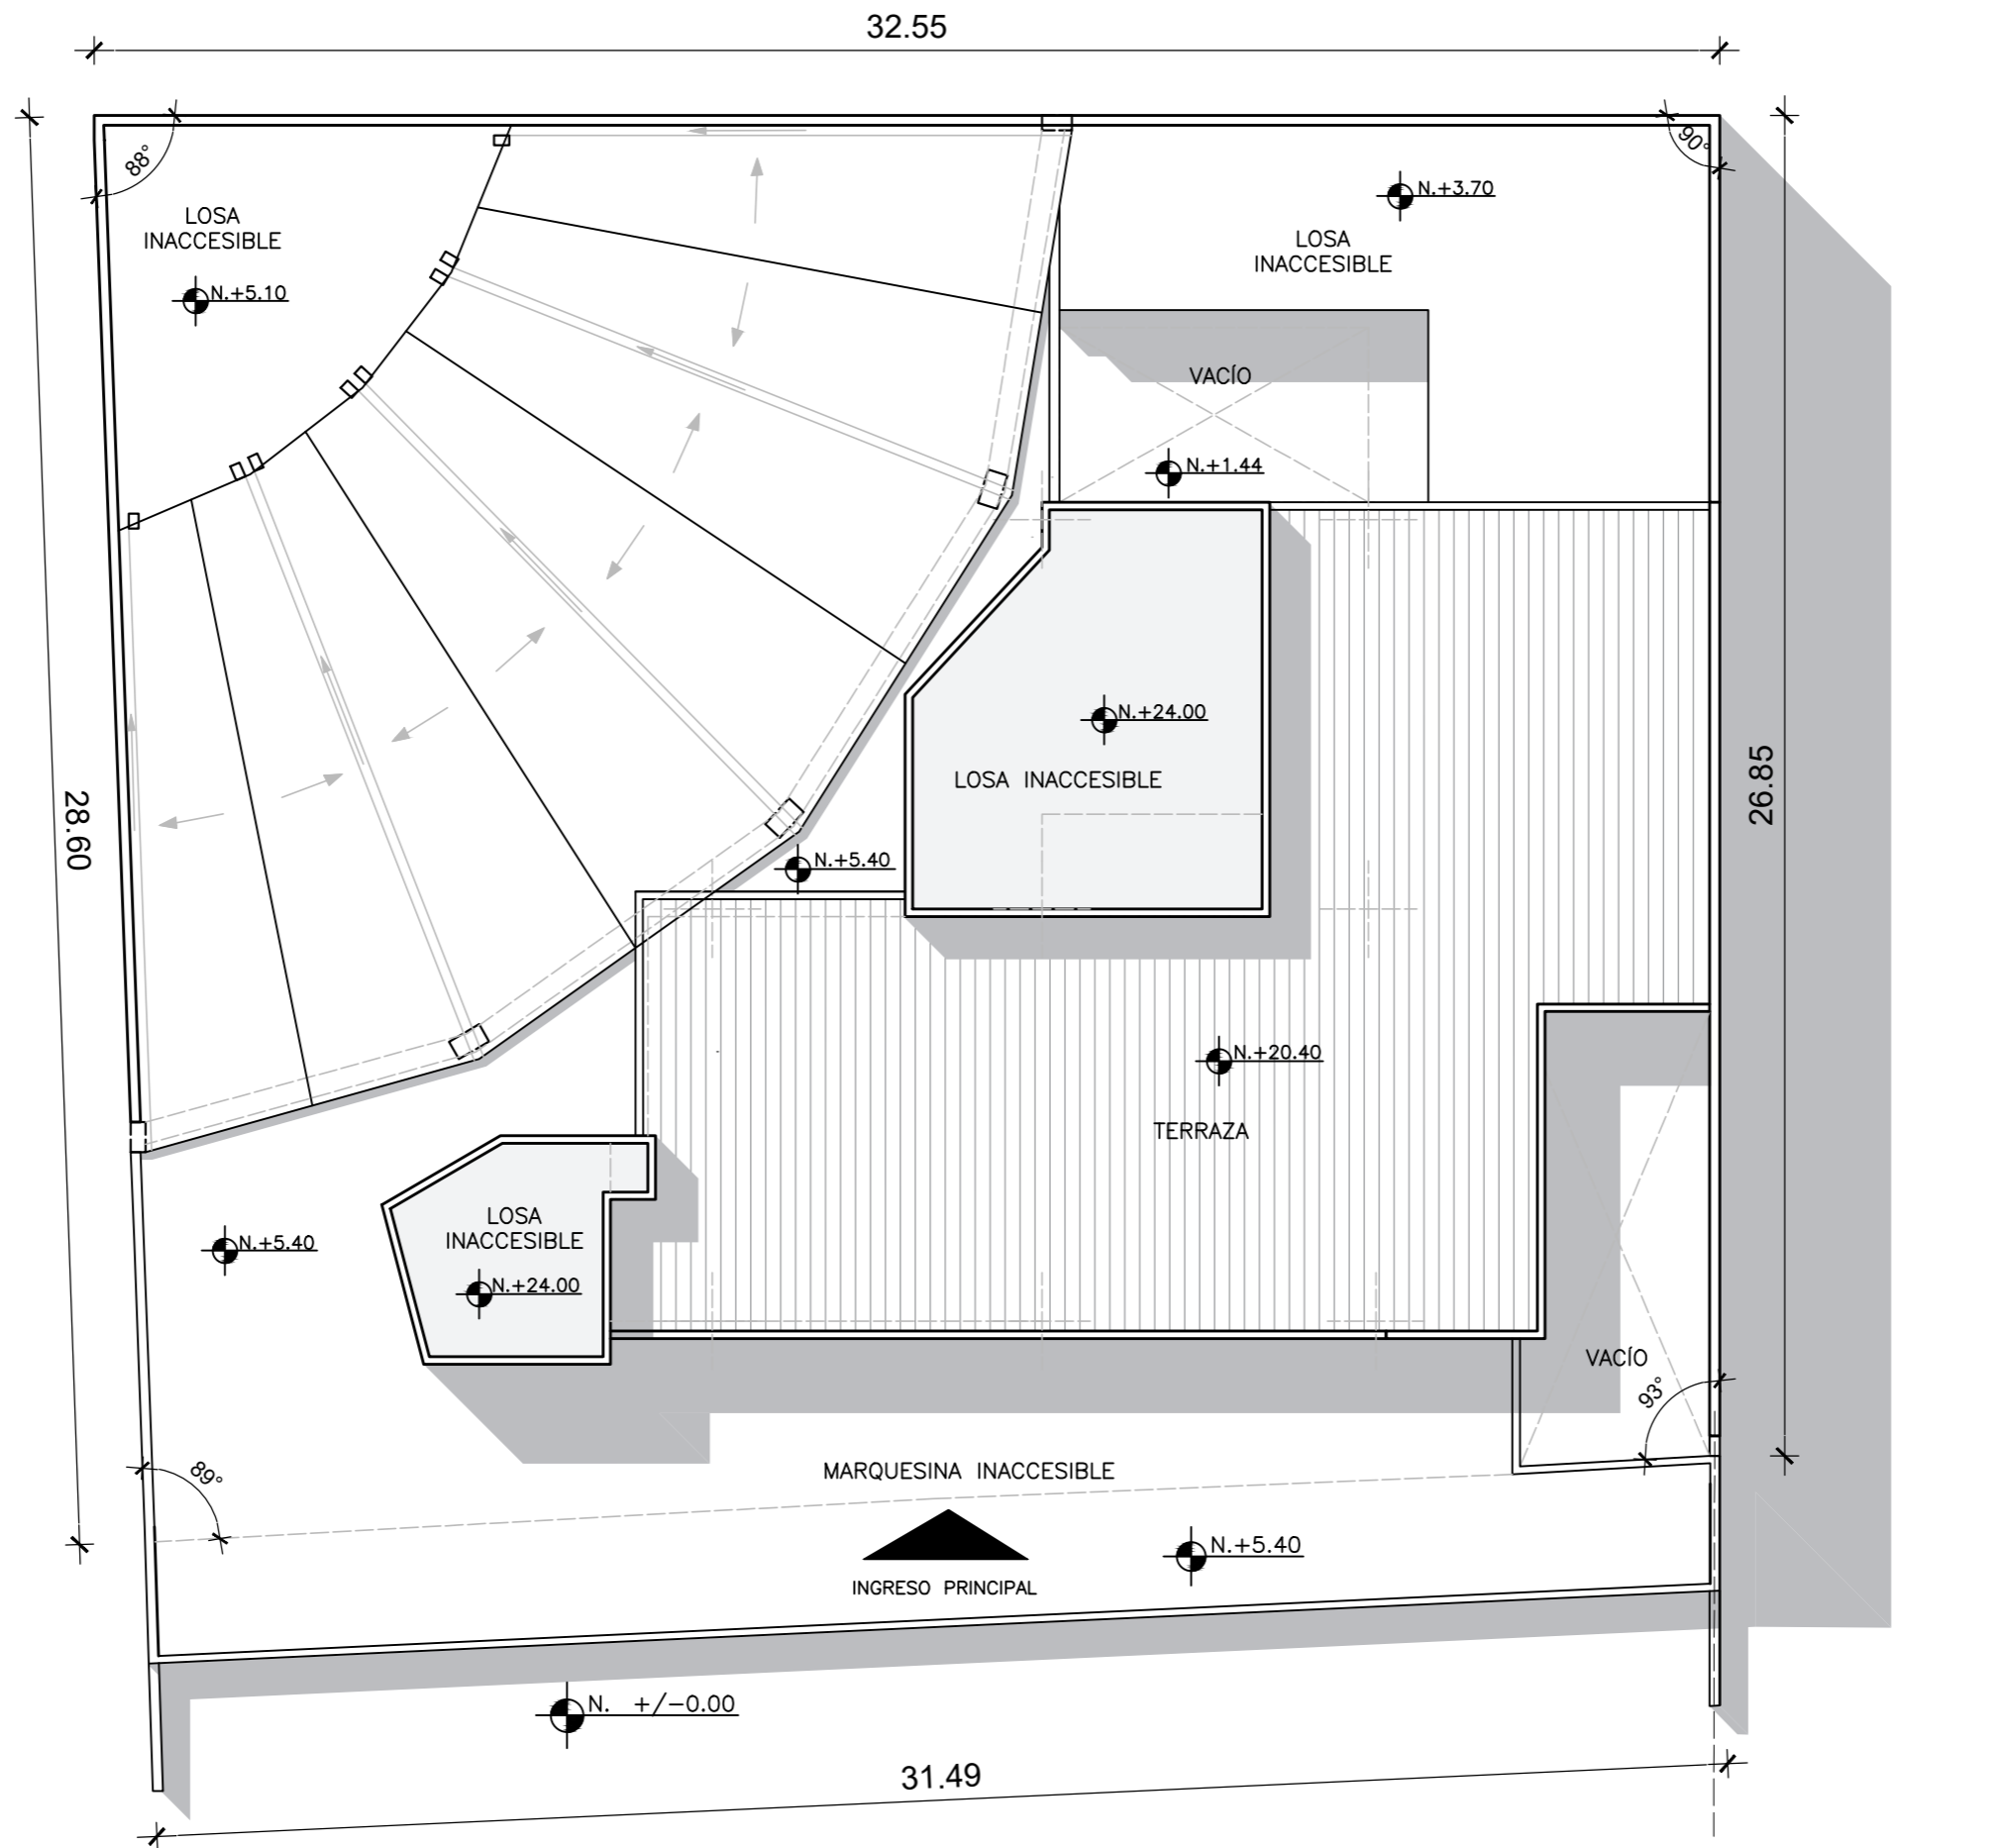 32.55
88°
90°
N.+3.70
LOSA
INACCESIBLE
LOSA
INACCESIBLE
N.+5.10
VACÍO
N.+1.44
N.+24.00
LOSA INACCESIBLE
26.85
28.60
N.+5.40
N.+20.40
TERRAZA
LOSA
INACCESIBLE
N.+5.40
N.+24.00
VACÍO
93°
89°
MARQUESINA INACCESIBLE
N.+5.40
INGRESO PRINCIPAL
N. +/-0.00
31.49